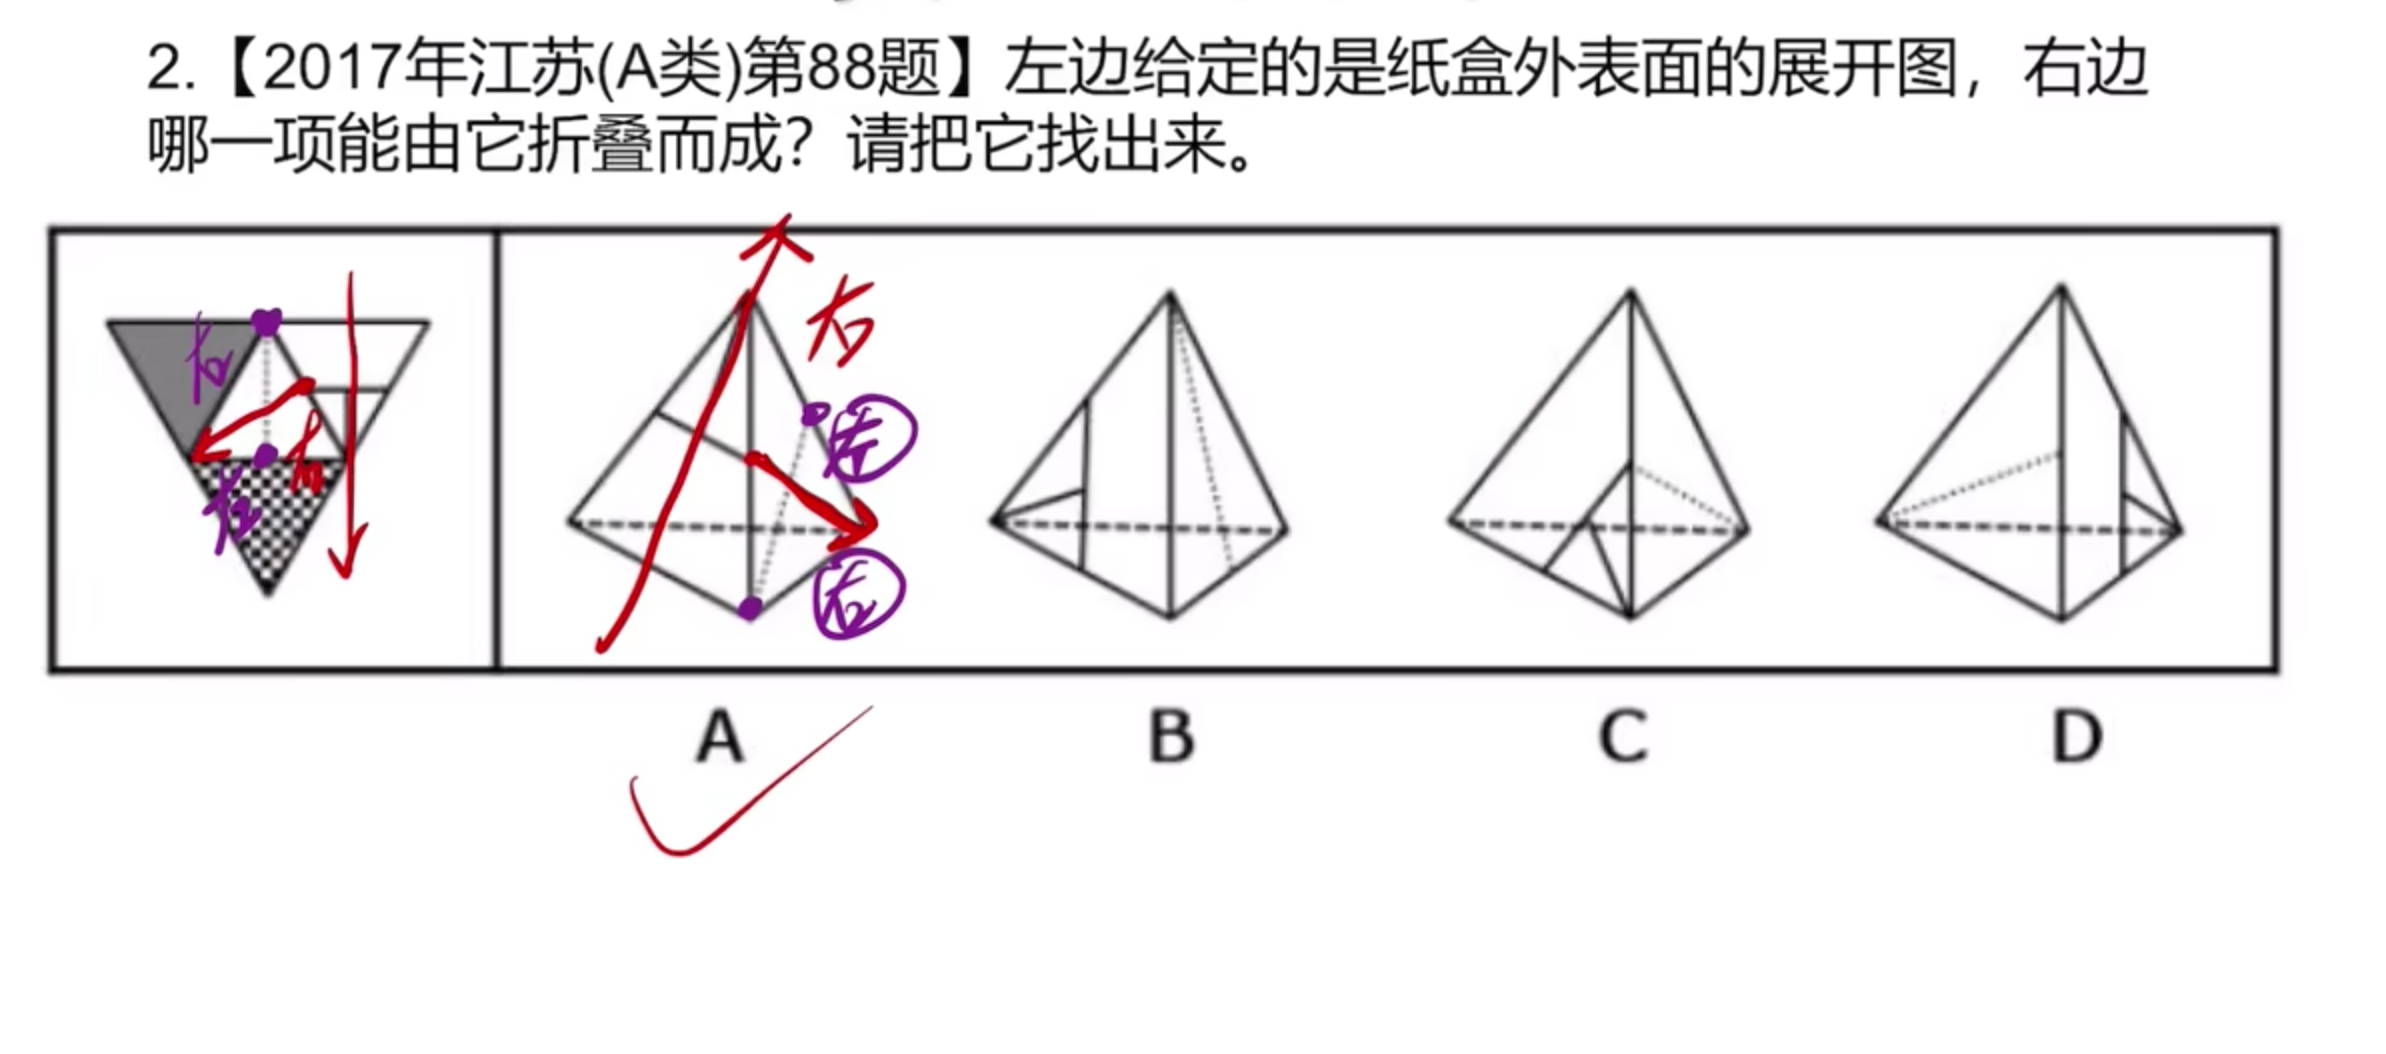 2.【2017年江苏(A类)第88题】左边给定的是纸盒外表面的展开图，右边
哪一项能由它折叠而成？请把它找出来。
右
右
左
右
左
右
A
B
C
D